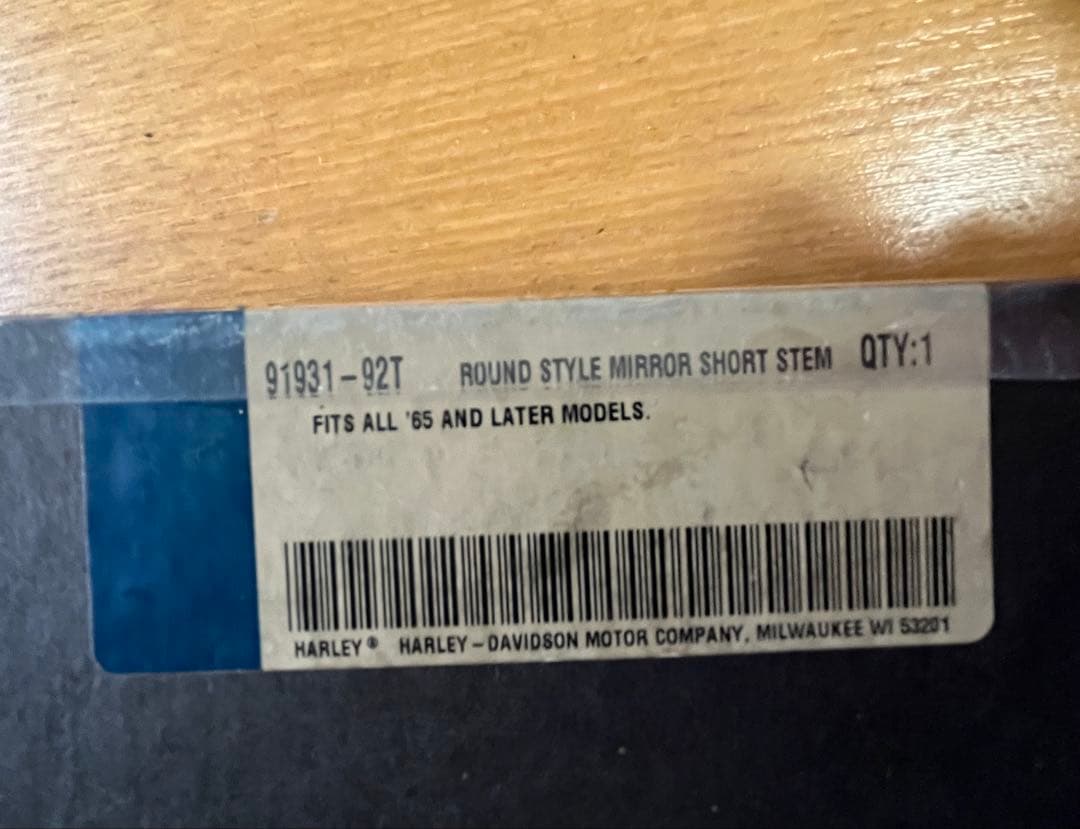 91931-92T ROUND STYLE MIRROR SHORT STEM QTY:1
FITS ALL '65 AND LATER MODELS.
HARLEY® HARLEY-DAVIDSON MOTOR COMPANY, MILWAUKEE WI 53201